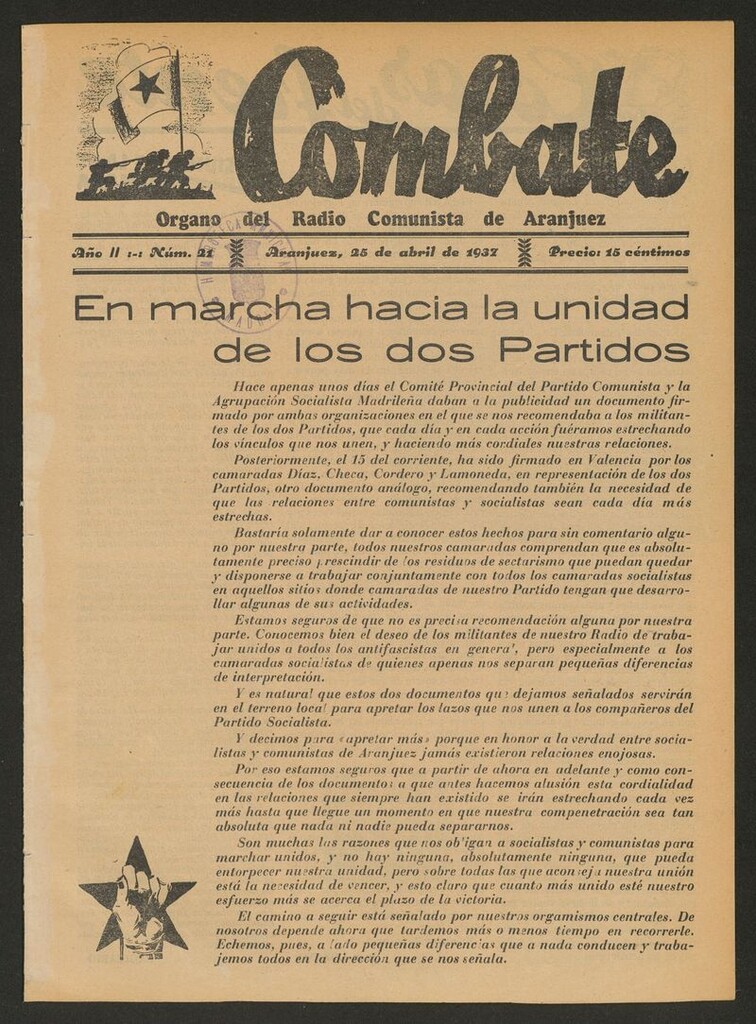 Combate
Organo del Radio Comunista de Aranjuez
Año II :-: Núm. 21
Aranjuez, 25 de abril de 1937
Precio: 15 céntimos
HEMEROTECA MUNICIPAL
MADRID
En marcha hacia la unidad
de los dos Partidos
Hace apenas unos días el Comité Provincial del Partido Comunista y la
Agrupación Socialista Madrileña daban a la publicidad un documento fir-
mado por ambas organizaciones en el que se nos recomendaba a los militan-
tes de los dos Partidos, que cada día y en cada acción fuéramos estrechando
los vínculos que nos unen, y haciendo más cordiales nuestras relaciones.
Posteriormente, el 15 del corriente, ha sido firmado en Valencia por los
camaradas Díaz, Checa, Cordero y Lamoneda, en representación de los dos
Partidos, otro documento análogo, recomendando también la necesidad de
que las relaciones entre comunistas y socialistas sean cada día más
estrechas.
Bastaría solamente dar a conocer estos hechos para sin comentario algu-
no por nuestra parte, todos nuestros camaradas comprendan que es absolu-
tamente preciso prescindir de los residuos de sectarismo que puedan quedar
y disponerse a trabajar conjuntamente con todos los camaradas socialistas
en aquellos sitios donde camaradas de nuestro Partido tengan que desarro-
llar algunas de sus actividades.
Estamos seguros de que no es precisa recomendación alguna por nuestra
parte. Conocemos bien el deseo de los militantes de nuestro Radio de traba-
jar unidos a todos los antifascistas en general, pero especialmente a los
camaradas socialistas de quienes apenas nos separan pequeñas diferencias
de interpretación.
Y es natural que estos dos documentos que dejamos señalados servirán
en el terreno local para apretar los lazos que nos unen a los compañeros del
Partido Socialista.
Y decimos para «apretar más» porque en honor a la verdad entre socia-
listas y comunistas de Aranjuez jamás existieron relaciones enojosas.
Por eso estamos seguros que a partir de ahora en adelante y como con-
secuencia de los documentos a que antes hacemos alusión esta cordialidad
en las relaciones que siempre han existido se irán estrechando cada vez
más hasta que llegue un momento en que nuestra compenetración sea tan
absoluta que nada ni nadie pueda separarnos.
Son muchas las razones que nos obligan a socialistas y comunistas para
marchar unidos, y no hay ninguna, absolutamente ninguna, que pueda
entorpecer nuestra unidad, pero sobre todas las que aconseja nuestra unión
está la necesidad de vencer, y esto claro que cuanto más unido esté nuestro
esfuerzo más se acerca el plazo de la victoria.
El camino a seguir está señalado por nuestros orgamismos centrales. De
nosotros depende ahora que tardemos más o menos tiempo en recorrerle.
Echemos, pues, a lado pequeñas diferencias que a nada conducen y traba-
jemos todos en la dirección que se nos señala.